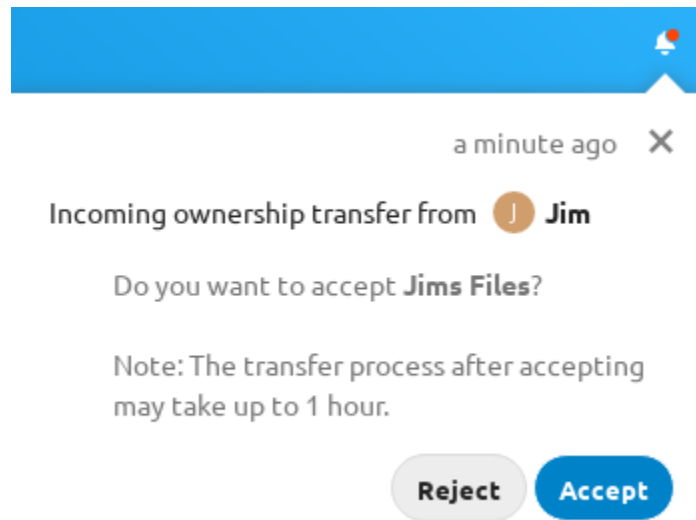 a minute ago
Incoming ownership transfer from J Jim
Do you want to accept Jims Files?
Note: The transfer process after accepting
may take up to 1 hour.
Reject Accept